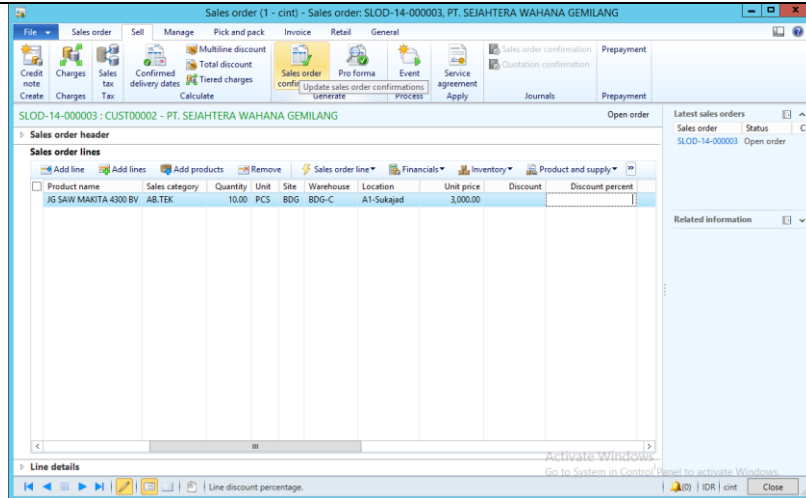 Sales order (1 - cint) - Sales order: SLOD-14-000003, PT. SEJAHTERA WAHANA GEMILANG
File Sales order Sell Manage Pick and pack Invoice Retail General
Credit note Charges Sales tax Confirmed delivery dates Multiline discount Total discount Tiered charges Sales order confir Pro forma Event Service agreement Sales order confirmation Quotation confirmation Prepayment
Update sales order confirmations
Create Charges Tax Calculate Generate Process Apply Journals Prepayment
SLOD-14-000003 : CUST00002 - PT. SEJAHTERA WAHANA GEMILANG Open order
Sales order header
Sales order lines
Add line Add lines Add products Remove Sales order line Financials Inventory Product and supply »
Product name Sales category Quantity Unit Site Warehouse Location Unit price Discount Discount percent
JG SAW MAKITA 4300 BV AB.TEK 10.00 PCS BDG BDG-C A1-Sukajad 3,000.00
Latest sales orders
Sales order Status C
SLOD-14-000003 Open order
Related information
Activate Windows
Go to System in Control Panel to activate Windows.
Line details
Line discount percentage. (0) IDR cint Close